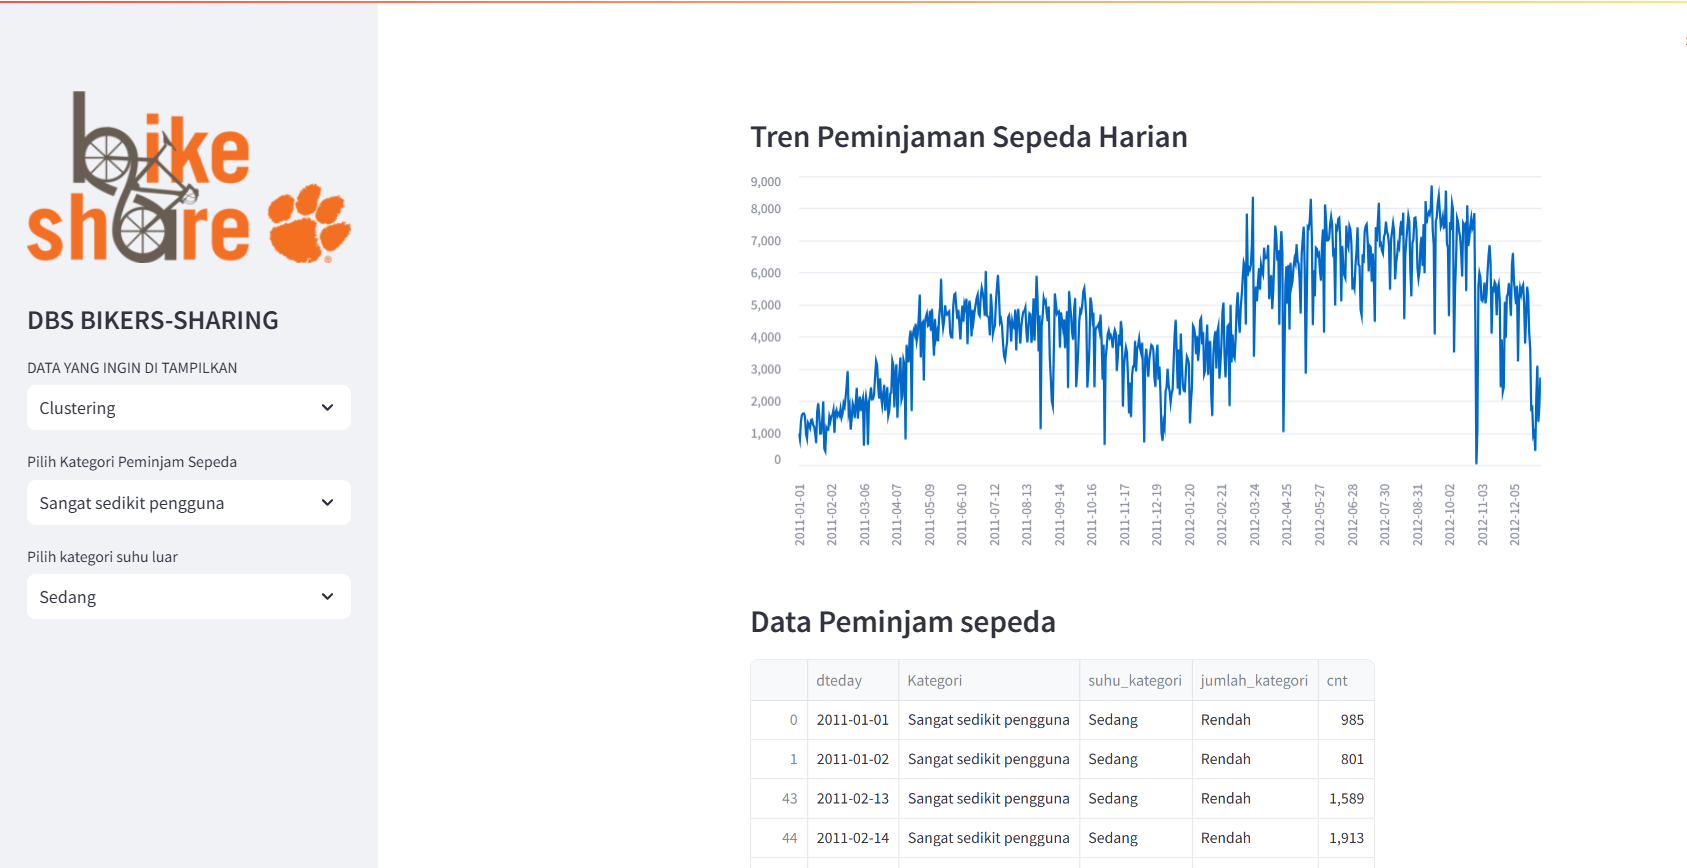 bike
share
®
DBS BIKERS-SHARING
DATA YANG INGIN DI TAMPILKAN
Clustering
Pilih Kategori Peminjam Sepeda
Sangat sedikit pengguna
Pilih kategori suhu luar
Sedang
Tren Peminjaman Sepeda Harian
9,000
8,000
7,000
6,000
5,000
4,000
3,000
2,000
1,000
0
2011-01-01
2011-02-02
2011-03-06
2011-04-07
2011-05-09
2011-06-10
2011-07-12
2011-08-13
2011-09-14
2011-10-16
2011-11-17
2011-12-19
2012-01-20
2012-02-21
2012-03-24
2012-04-25
2012-05-27
2012-06-28
2012-07-30
2012-08-31
2012-10-02
2012-11-03
2012-12-05
Data Peminjam sepeda
dteday Kategori suhu_kategori jumlah_kategori cnt
0 2011-01-01 Sangat sedikit pengguna Sedang Rendah 985
1 2011-01-02 Sangat sedikit pengguna Sedang Rendah 801
43 2011-02-13 Sangat sedikit pengguna Sedang Rendah 1,589
44 2011-02-14 Sangat sedikit pengguna Sedang Rendah 1,913